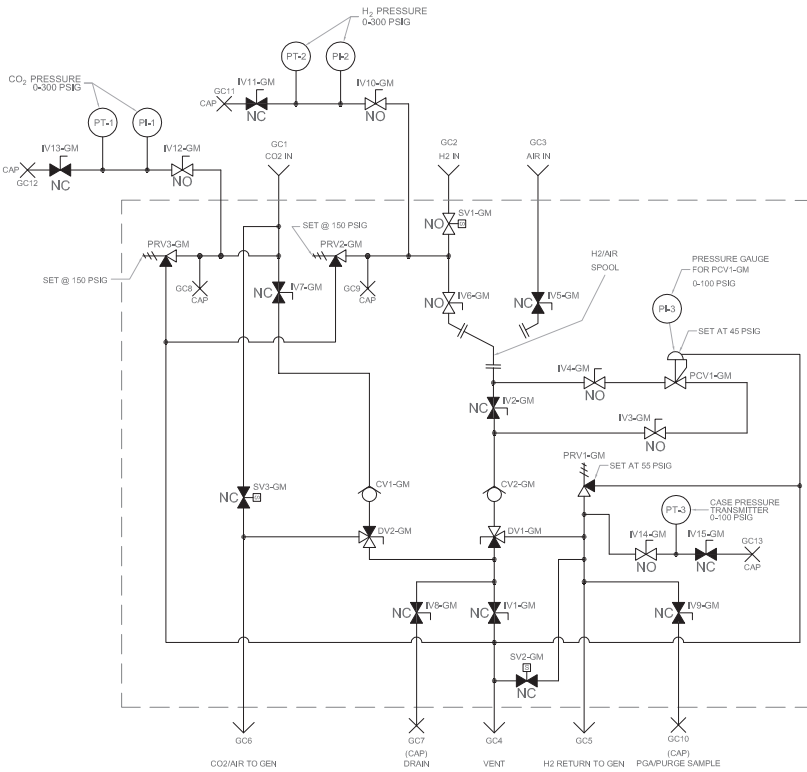 H2 PRESSURE
0-300 PSIG
CO2 PRESSURE
0-300 PSIG
PT-2
PI-2
GC11
CAP
IV11-GM
NC
IV10-GM
NO
PT-1
PI-1
IV13-GM
NC
IV12-GM
NO
CAP
GC12
GC1
CO2 IN
GC2
H2 IN
GC3
AIR IN
SET @ 150 PSIG
NO
SV1-GM
S
PRV3-GM
PRV2-GM
SET @ 150 PSIG
GC8
CAP
GC9
CAP
NC
IV7-GM
NO
IV6-GM
NC
IV5-GM
H2/AIR
SPOOL
PRESSURE GAUGE
FOR PCV1-GM
0-100 PSIG
PI-3
SET AT 45 PSIG
IV4-GM
NO
PCV1-GM
NC
IV2-GM
IV3-GM
NO
PRV1-GM
SET AT 55 PSIG
CV1-GM
CV2-GM
SV3-GM
NC
S
DV2-GM
DV1-GM
PT-3
CASE PRESSURE
TRANSMITTER
0-100 PSIG
IV14-GM
NO
IV15-GM
NC
GC13
CAP
NC
IV8-GM
NC
IV1-GM
NC
IV9-GM
SV2-GM
S
NC
GC6
CO2/AIR TO GEN
GC7
(CAP)
DRAIN
GC4
VENT
GC5
H2 RETURN TO GEN
GC10
(CAP)
PGA/PURGE SAMPLE